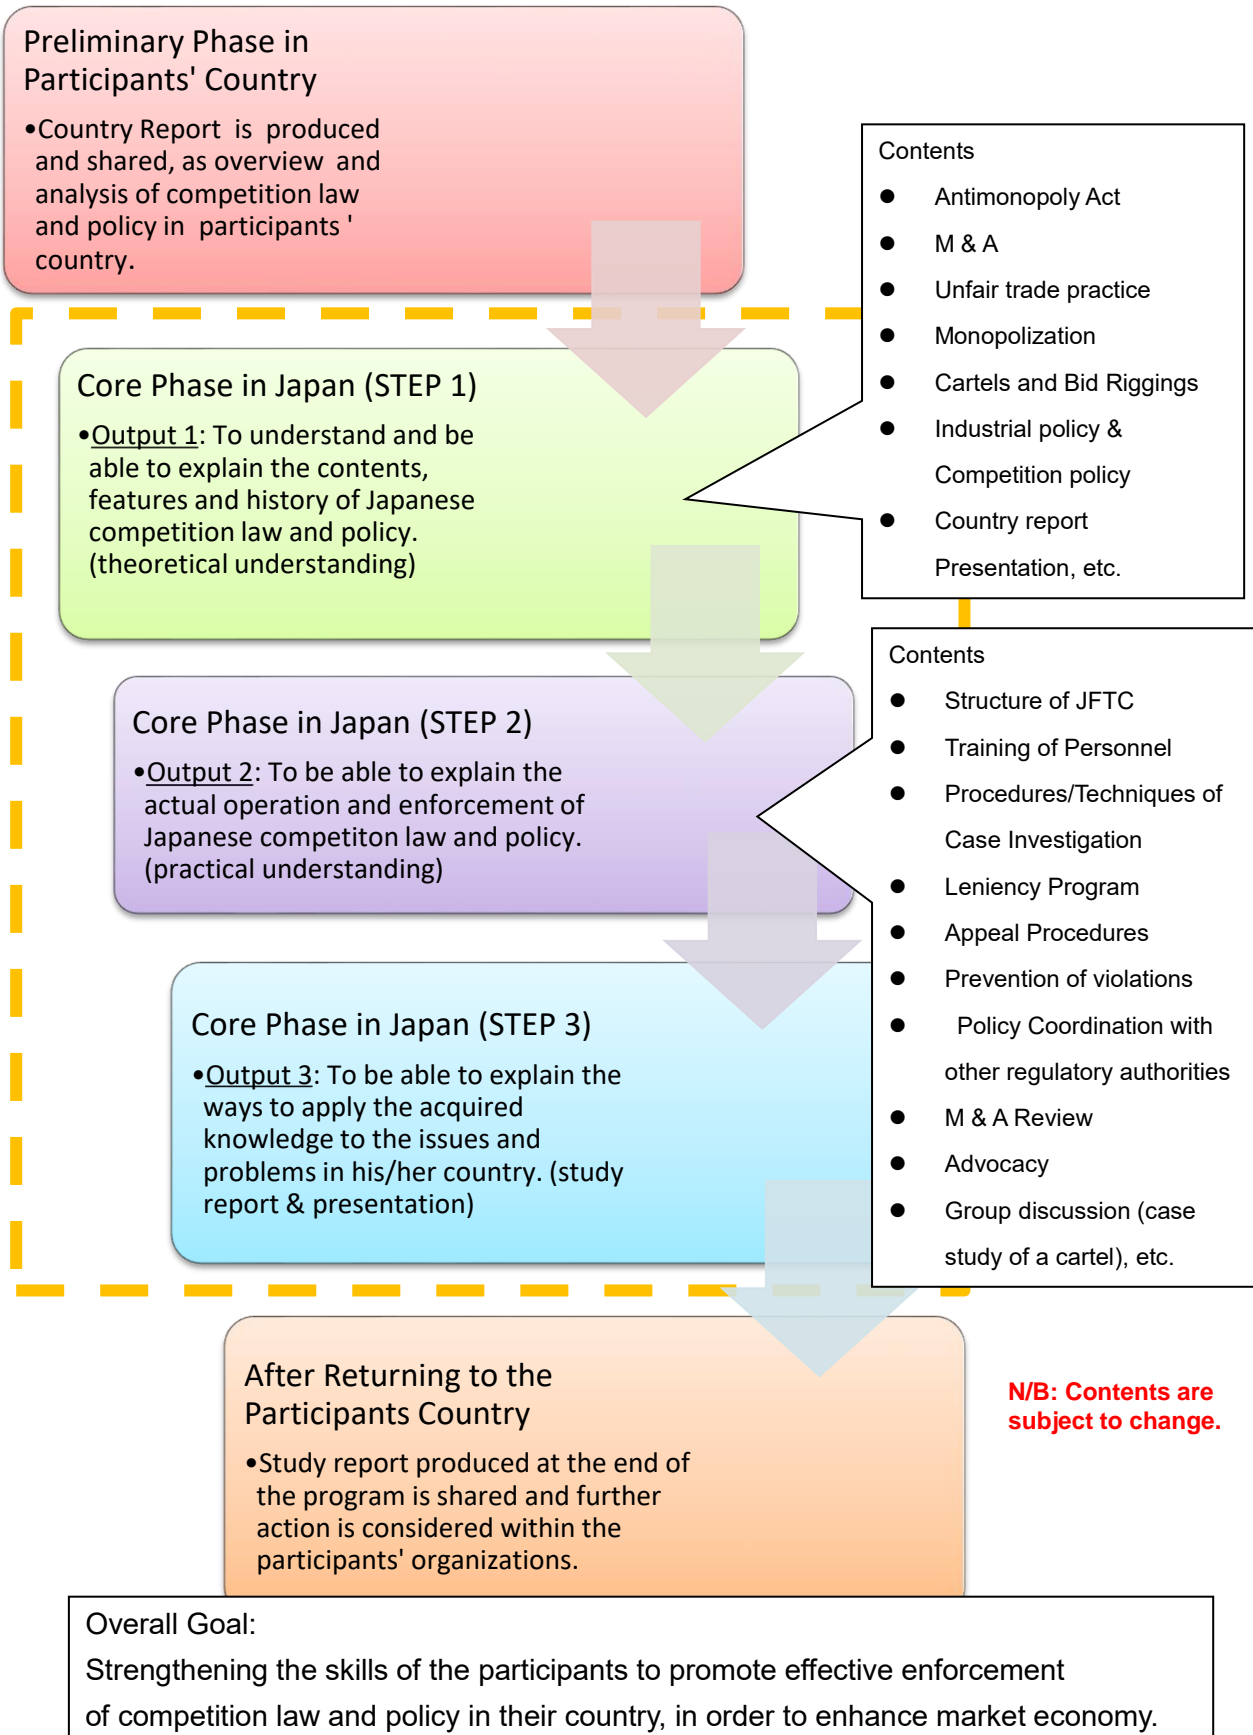 Preliminary Phase in
Participants' Country
•Country Report is produced
and shared, as overview and
analysis of competition law
and policy in participants '
country.
Contents
● Antimonopoly Act
● M & A
● Unfair trade practice
● Monopolization
● Cartels and Bid Riggings
● Industrial policy &
Competition policy
● Country report
Presentation, etc.
Core Phase in Japan (STEP 1)
•Output 1: To understand and be
able to explain the contents,
features and history of Japanese
competition law and policy.
(theoretical understanding)
Contents
● Structure of JFTC
● Training of Personnel
● Procedures/Techniques of
Case Investigation
● Leniency Program
● Appeal Procedures
● Prevention of violations
● Policy Coordination with
other regulatory authorities
● M & A Review
● Advocacy
● Group discussion (case
study of a cartel), etc.
Core Phase in Japan (STEP 2)
•Output 2: To be able to explain the
actual operation and enforcement of
Japanese competiton law and policy.
(practical understanding)
Core Phase in Japan (STEP 3)
•Output 3: To be able to explain the
ways to apply the acquired
knowledge to the issues and
problems in his/her country. (study
report & presentation)
After Returning to the
Participants Country
•Study report produced at the end of
the program is shared and further
action is considered within the
participants' organizations.
N/B: Contents are
subject to change.
Overall Goal:
Strengthening the skills of the participants to promote effective enforcement
of competition law and policy in their country, in order to enhance market economy.